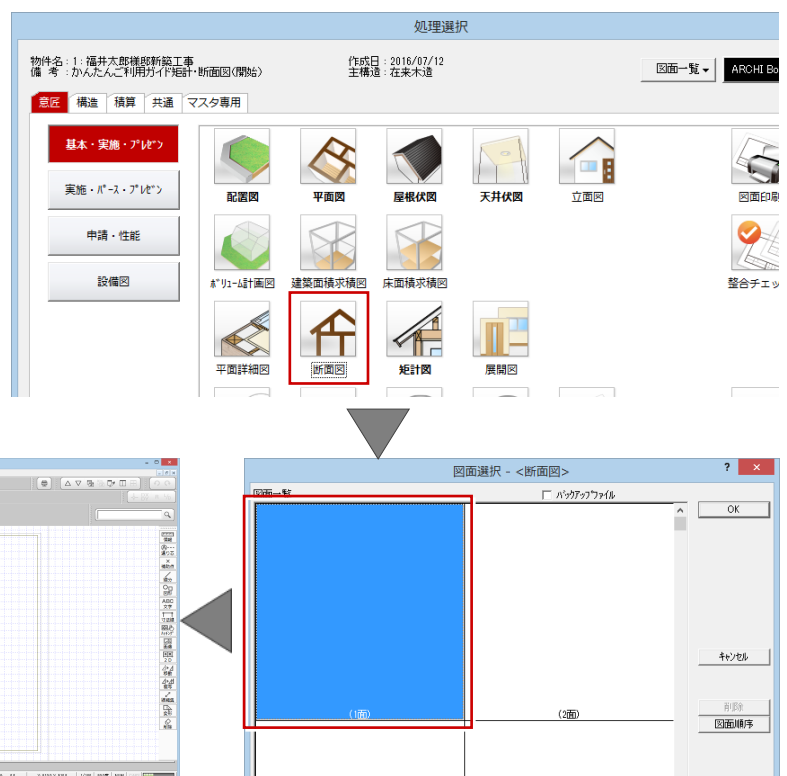 処理選択
物件名:1:福井太郎様邸新築工事
作成日:2016/07/12
備 考:かんたんご利用ガイド矩計・断面図(開始)
主構造:在来木造
図面一覧
ARCHI Bo
意匠 構造 積算 共通 マスタ専用
基本・実施・プレゼン
実施・パース・プレゼン
申請・性能
設備図
配置図 平面図 屋根伏図 天井伏図 立面図 図面印刷
ボリューム計画図 建築面積求積図 床面積求積図 整合チェッ
平面詳細図 断面図 矩計図 展開図
図面選択 - <断面図>
? ×
図面一覧
バックアップファイル
OK
(1面) (2面)
キャンセル
削除
図面順序
ABC
文字